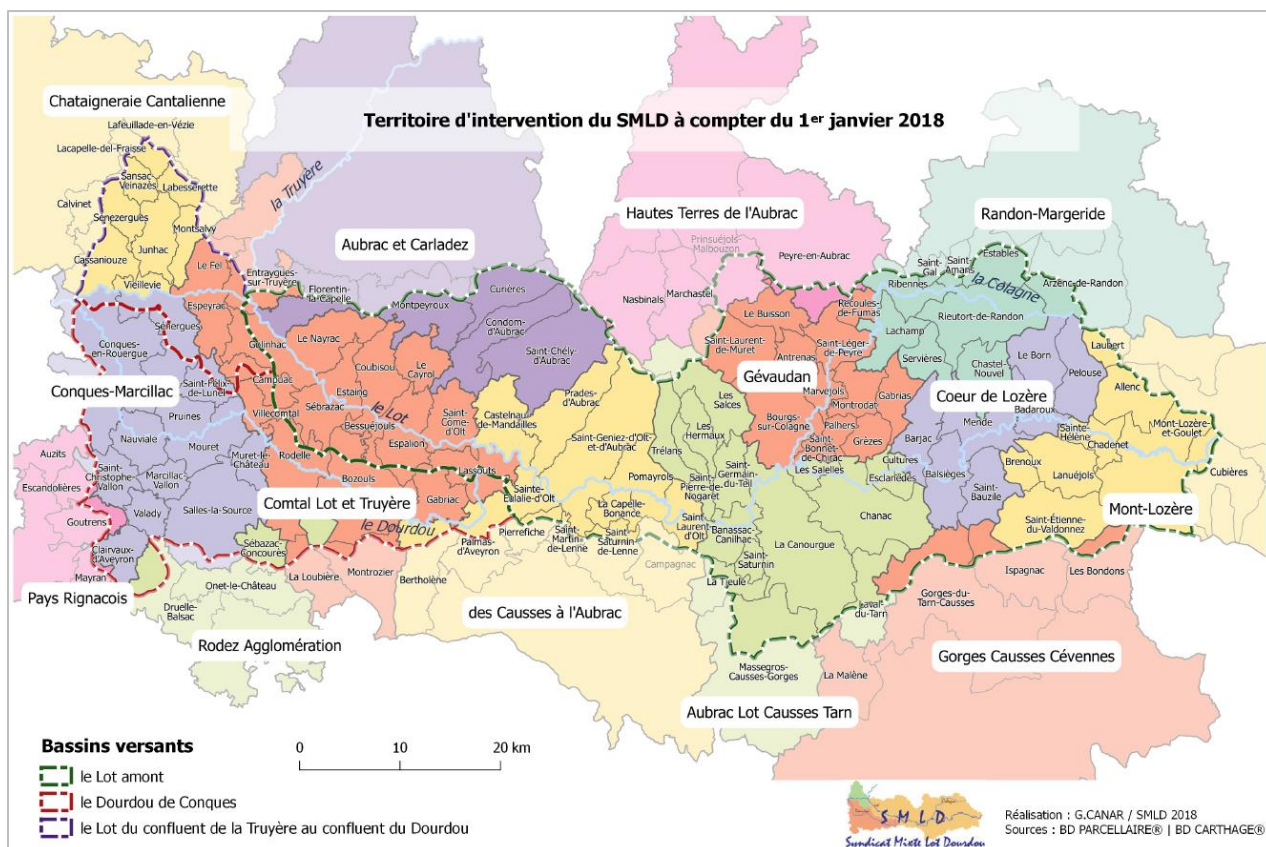 Territoire d'intervention du SMLD à compter du 1er janvier 2018
Chataigneraie Cantalienne
Lafeuillade-en-Vézie
Lacapelle-del-Fraisse
Sansac-
Veinazès
Labesserette
Calvinet
Senezergues
Montsalvy
Junhac
Cassaniouze
Vieillevie
la Truyère
Aubrac et Carladez
Hautes Terres de l'Aubrac
Randon-Margeride
Prinsuéjols-
Malbouzon
Peyre-en-Aubrac
Nasbinals
Marchastel
Saint-
Gal
Saint-
Amans
Estables
Ribennes
la Colagne
Arzenc-de-Randon
Le Fel
Entraygues-
sur-Truyère
Florentin-
la-Capelle
Curières
Montpeyroux
Condom-
d'Aubrac
Saint-Chély-d'Aubrac
Espeyrac
Sénergues
Golinhac
Le Nayrac
Conques-
en-Rouergue
Conques-Marcillac
Saint-Félix-
de-Lunel
Campuac
Coubisou
Le
Cayrol
Estaing
le Lot
Pruines
Villecomtal
Sébrazac
Bessuéjouls
Saint-
Come-
d'Olt
Castelnau-
de-Mandailles
Prades-d'Aubrac
Nauviale
Mouret
Muret-le-
Château
Rodelle
Espalion
Lassouts
Auzits
Escandolières
Saint-
Christophe-
Vallon
Marcillac-
Vallon
Bozouls
Comtal Lot et Truyère
Gabriac
Valady
Salles-la-Source
le Dourdou
Goutrens
Clairvaux-
d'Aveyron
Sébazac-
Concourès
Palmas-
d'Aveyron
Mayran
Pays Rignacois
Onet-le-Château
La Loubière
Montrozier
Bertholène
Druelle-
Balsac
Rodez Agglomération
Le Buisson
Recoules-
de-Fumas
Saint-Laurent-
de-Muret
Antrenas
Saint-Léger-
de-Peyre
Gévaudan
Marvejols
Montrodat
Gabrias
Bourgs-
sur-Colagne
Palhers
Grèzes
Saint-
Bonnet-
de-Chirac
Rieutort-de-Randon
Lachamp
Servières
Chastel-
Nouvel
Le Born
Pelouse
Laubert
Coeur de Lozère
Allenc
Mende
Badaroux
Sainte-
Hélène
Chadenet
Mont-Lozère-
et-Goulet
Barjac
Cultures
Balsièges
Brenoux
Lanuéjols
Cubières
Esclanèdes
Saint-
Bauzile
Saint-Étienne-
du-Valdonnez
Mont-Lozère
Les
Salces
Les
Hermaux
Trélans
Saint-
Germain-
du-Teil
Les Salelles
Saint-Geniez-d'Olt-
et-d'Aubrac
Pomayrols
Saint-
Pierre-de-
Nogaret
Chanac
Sainte-
Eulalie-d'Olt
La Capelle-
Bonance
Banassac-
Canilhac
Pierrefiche
Saint-
Martin-
de-Lenne
Saint-
Saturnin-
de-Lenne
Saint-
Laurent-d'Olt
La Canourgue
Saint-
Saturnin
Campagnac
La Tieule
Laval-
du-Tarn
des Causses à l'Aubrac
Gorges-du-
Tarn-Causses
Ispagnac
Les Bondons
Massegros-
Causses-Gorges
La Malène
Gorges Causses Cévennes
Aubrac Lot Causses Tarn
Bassins versants
le Lot amont
le Dourdou de Conques
le Lot du confluent de la Truyère au confluent du Dourdou
0 10 20 km
S M L D
Syndicat Mixte Lot Dourdou
Réalisation : G.CANAR / SMLD 2018
Sources : BD PARCELLAIRE® | BD CARTHAGE®